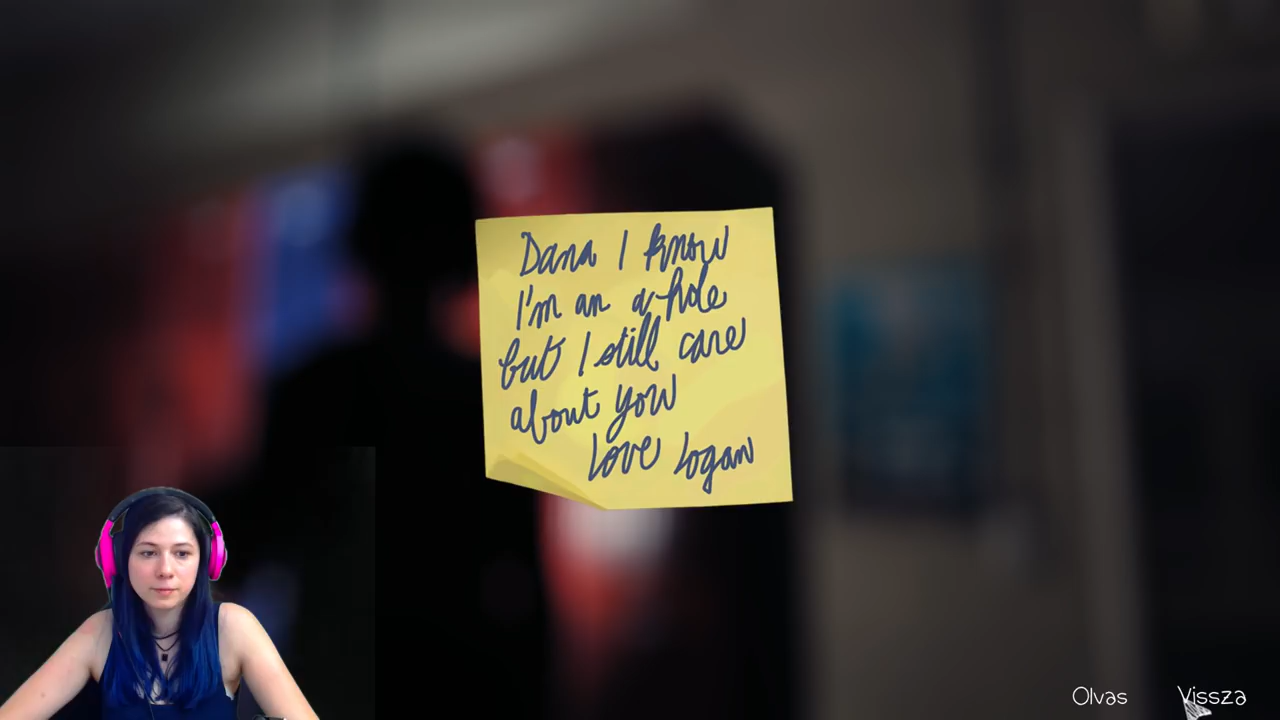 Dana I know
I'm an a-hole
but I still care
about you
Love Logan
Olvas Vissza